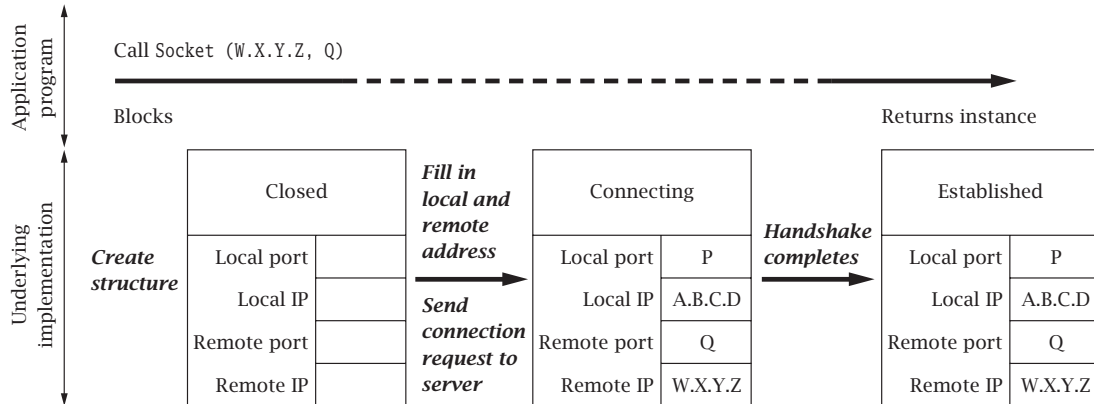 Application
program
Call Socket (W.X.Y.Z, Q)
Blocks
Returns instance
Underlying
implementation
Create
structure
Closed
Local port
Local IP
Remote port
Remote IP
Fill in
local and
remote
address
Send
connection
request to
server
Connecting
Local port P
Local IP A.B.C.D
Remote port Q
Remote IP W.X.Y.Z
Handshake
completes
Established
Local port P
Local IP A.B.C.D
Remote port Q
Remote IP W.X.Y.Z